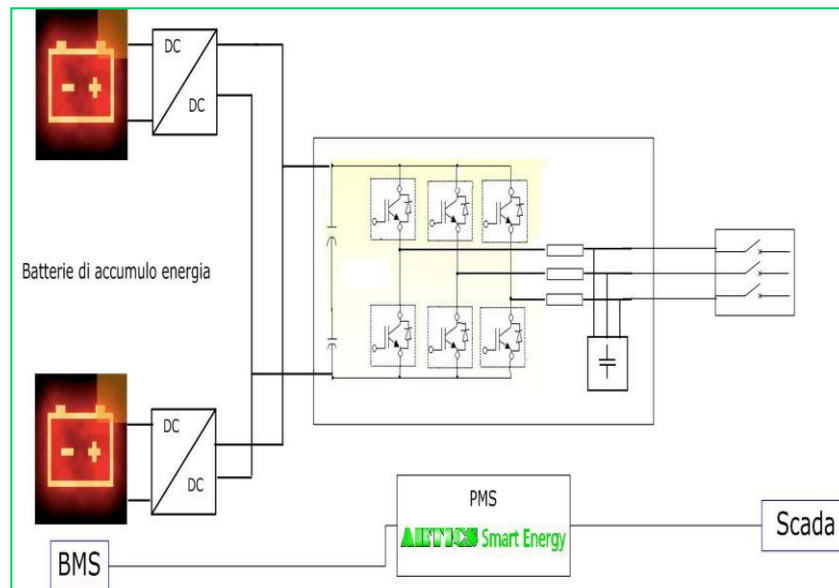 DC
DC
Batterie di accumulo energia
DC
DC
PMS
Smart Energy
Scada
BMS